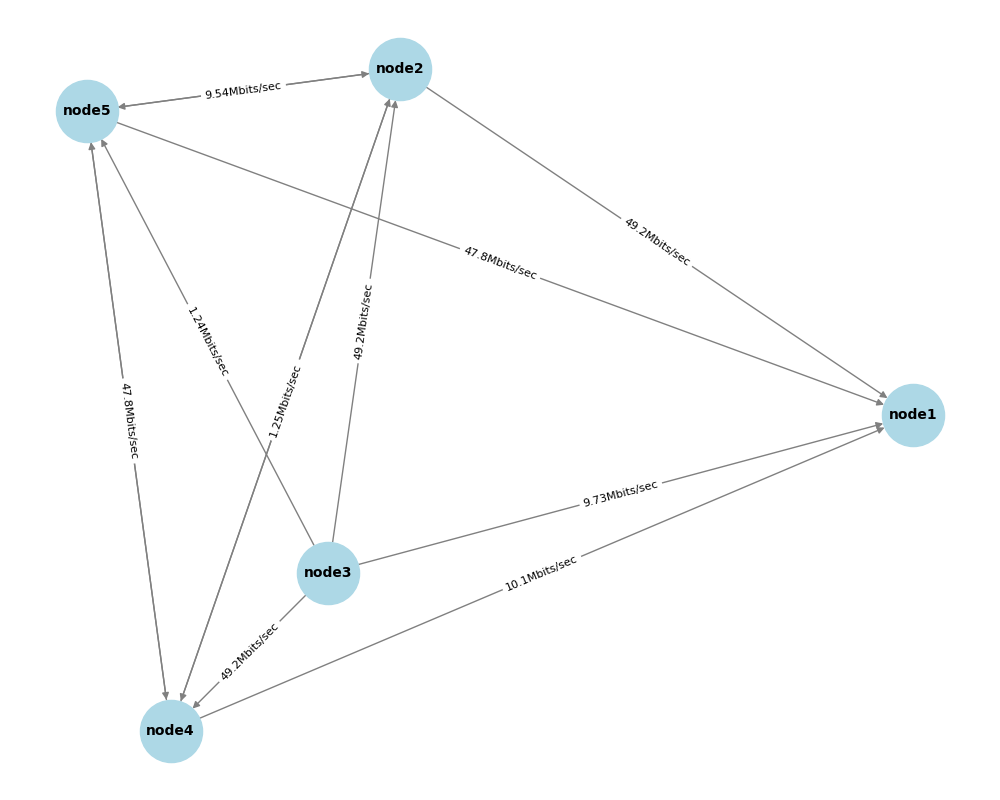 node2
9.54Mbits/sec
node5
49.2Mbits/sec
47.8Mbits/sec
49.2Mbits/sec
1.24Mbits/sec
1.25Mbits/sec
47.8Mbits/sec
node1
9.73Mbits/sec
node3
10.1Mbits/sec
49.2Mbits/sec
node4